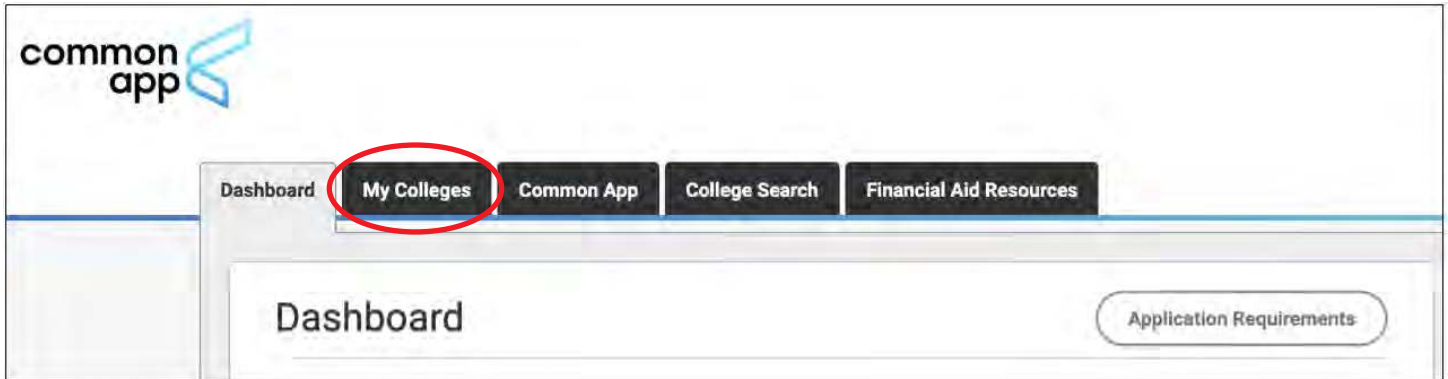 common
app
Dashboard My Colleges Common App College Search Financial Aid Resources
Dashboard Application Requirements